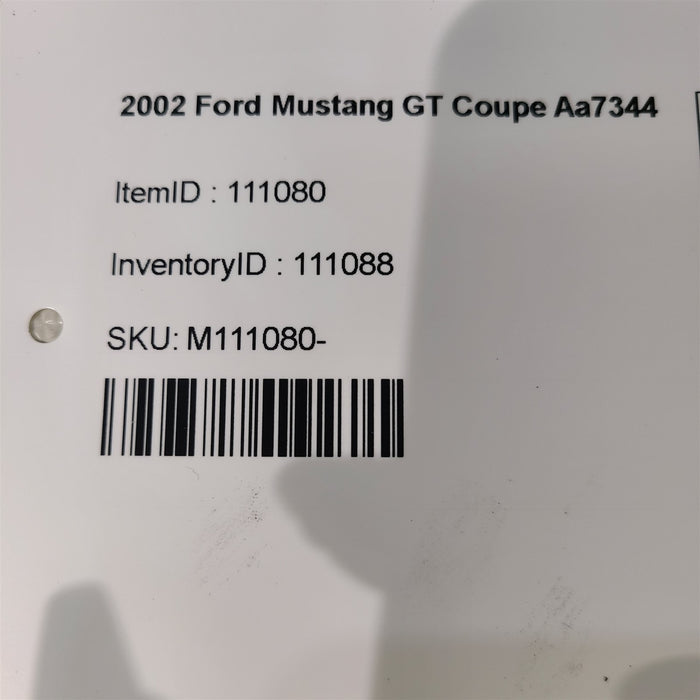 2002 Ford Mustang GT Coupe Aa7344
ItemID : 111080
InventoryID : 111088
SKU: M111080-